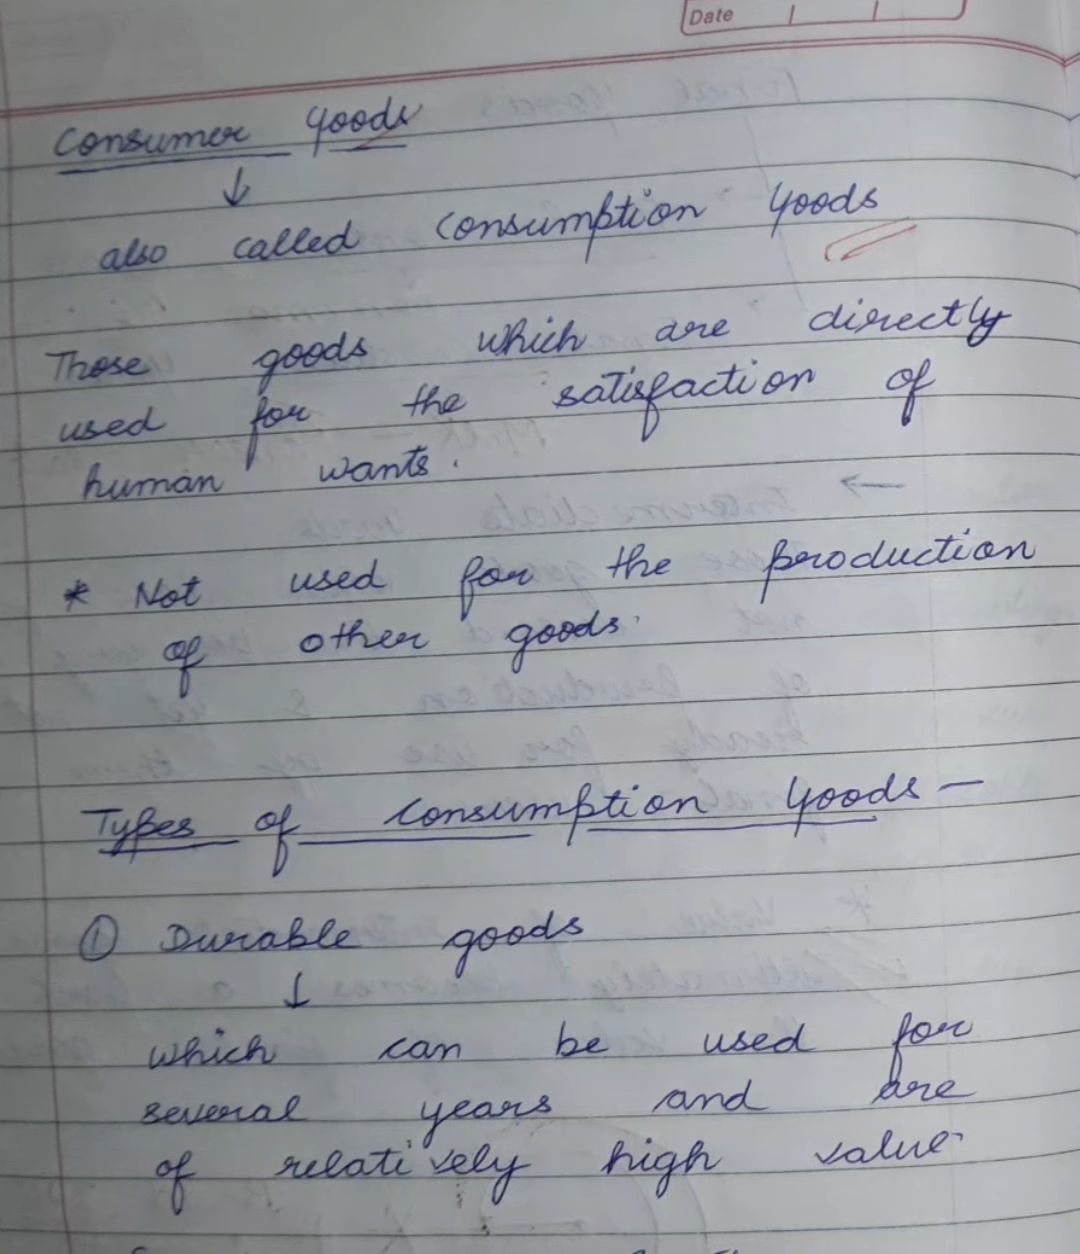 Date
Consumer Goods
↓
also called Consumption Goods
Those goods which are directly
used for the satisfaction of
human wants.
* Not used for the production
of other goods.
Types of Consumption Goods -
① Durable goods
↓
which can be used for
several years and are
of relatively high value.